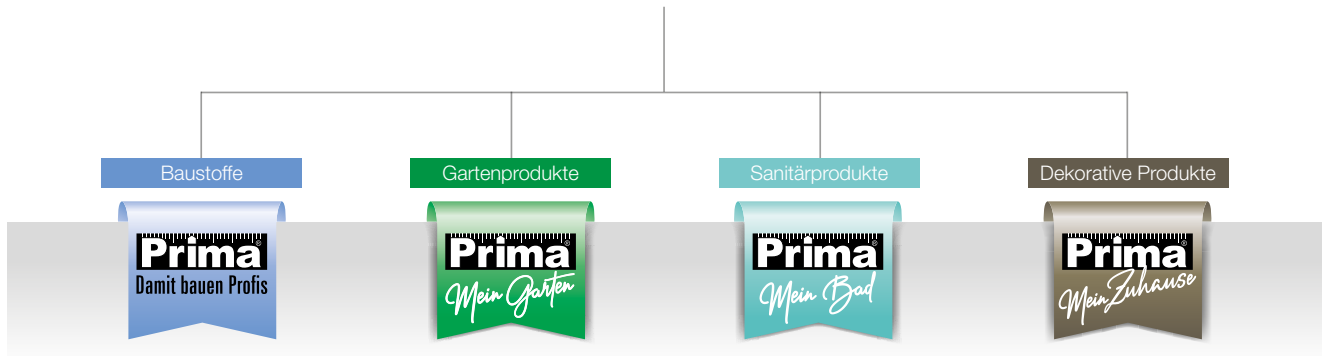 Baustoffe
Gartenprodukte
Sanitärprodukte
Dekorative Produkte
Prima®
Damit bauen Profis
Prima®
Mein Garten
Prima®
Mein Bad
Prima®
Mein Zuhause